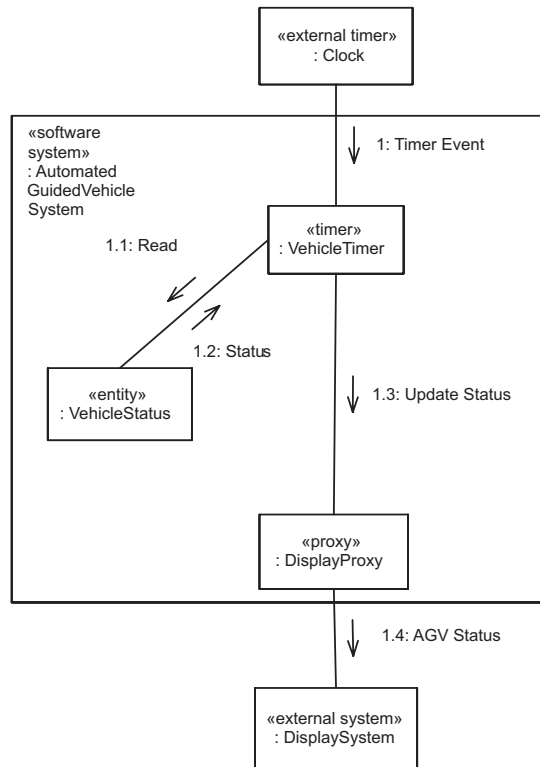 «external timer»
: Clock
«software
system»
: Automated
GuidedVehicle
System
1: Timer Event
«timer»
: VehicleTimer
1.1: Read
1.2: Status
«entity»
: VehicleStatus
1.3: Update Status
«proxy»
: DisplayProxy
1.4: AGV Status
«external system»
: DisplaySystem